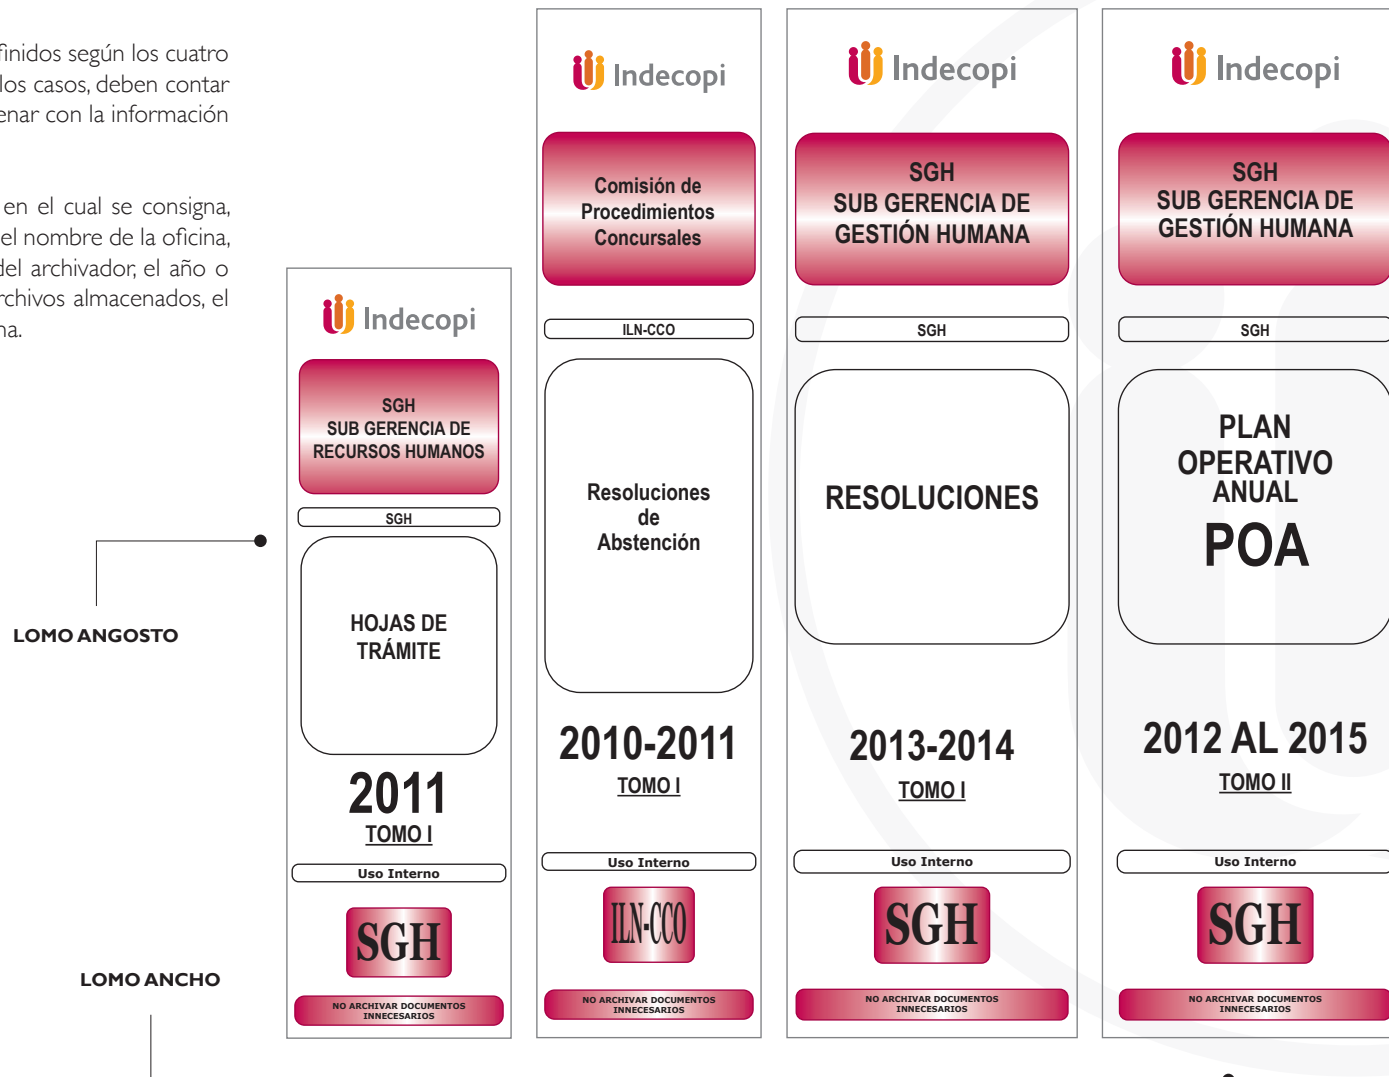 finidos según los cuatro
los casos, deben contar
enar con la información
en el cual se consigna,
el nombre de la oficina,
del archivador, el año o
rchivos almacenados, el
na.
LOMO ANGOSTO
LOMO ANCHO
Indecopi
SGH
SUB GERENCIA DE
RECURSOS HUMANOS
SGH
HOJAS DE
TRÁMITE
2011
TOMO I
Uso Interno
SGH
NO ARCHIVAR DOCUMENTOS
INNECESARIOS
Indecopi
Comisión de
Procedimientos
Concursales
ILN-CCO
Resoluciones
de
Abstención
2010-2011
TOMO I
Uso Interno
ILN-CCO
NO ARCHIVAR DOCUMENTOS
INNECESARIOS
Indecopi
SGH
SUB GERENCIA DE
GESTIÓN HUMANA
SGH
RESOLUCIONES
2013-2014
TOMO I
Uso Interno
SGH
NO ARCHIVAR DOCUMENTOS
INNECESARIOS
Indecopi
SGH
SUB GERENCIA DE
GESTIÓN HUMANA
SGH
PLAN
OPERATIVO
ANUAL
POA
2012 AL 2015
TOMO II
Uso Interno
SGH
NO ARCHIVAR DOCUMENTOS
INNECESARIOS